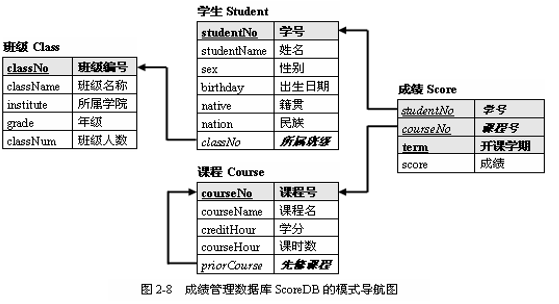 班级 Class
classNo 班级编号
className 班级名称
institute 所属学院
grade 年级
classNum 班级人数
学生 Student
studentNo 学号
studentName 姓名
sex 性别
birthday 出生日期
native 籍贯
nation 民族
classNo 所属班级
课程 Course
courseNo 课程号
courseName 课程名
creditHour 学分
courseHour 课时数
priorCourse 先修课程
成绩 Score
studentNo 学号
courseNo 课程号
term 开课学期
score 成绩
图 2-8 成绩管理数据库 ScoreDB 的模式导航图